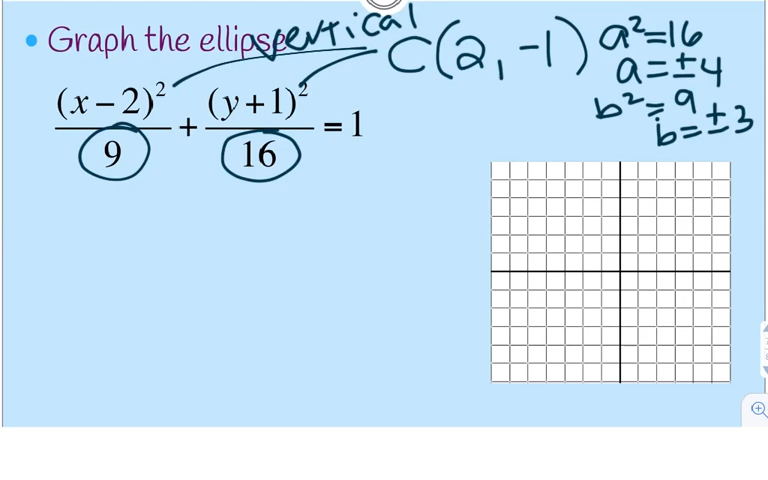 • Graph the ellipse
vertical
C(2, -1)
a²=16
a=±4
b²=9
b=±3
(x − 2)²/9 + (y + 1)²/16 = 1